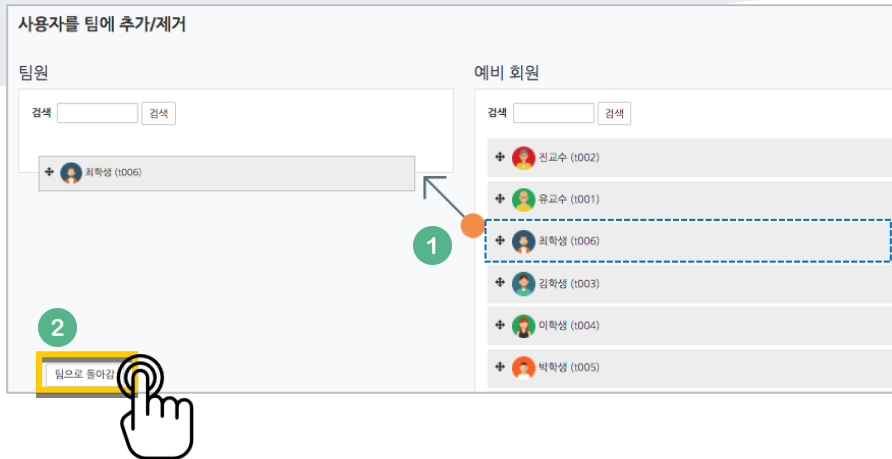 사용자를 팀에 추가/제거
팀원
검색 검색
최학생 (t006)
예비 회원
검색 검색
진교수 (t002)
유교수 (t001)
최학생 (t006)
김학생 (t003)
이학생 (t004)
박학생 (t005)
1
2
팀으로 돌아감